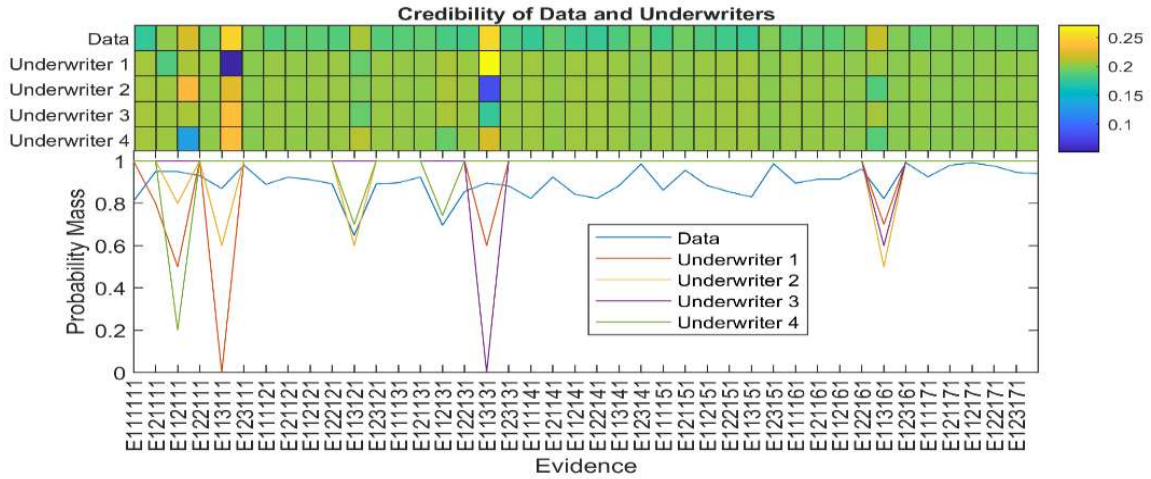 Credibility of Data and Underwriters
Data
Underwriter 1
Underwriter 2
Underwriter 3
Underwriter 4
0.25
0.2
0.15
0.1
Probability Mass
1
0.8
0.6
0.4
0.2
0
Data
Underwriter 1
Underwriter 2
Underwriter 3
Underwriter 4
E111111
E121111
E112111
E122111
E113111
E123111
E111121
E121121
E112121
E122121
E113121
E123121
E111131
E121131
E112131
E122131
E113131
E123131
E111141
E121141
E112141
E122141
E113141
E123141
E111151
E121151
E112151
E122151
E113151
E123151
E111161
E121161
E112161
E122161
E113161
E123161
E111171
E121171
E112171
E122171
E123171
Evidence